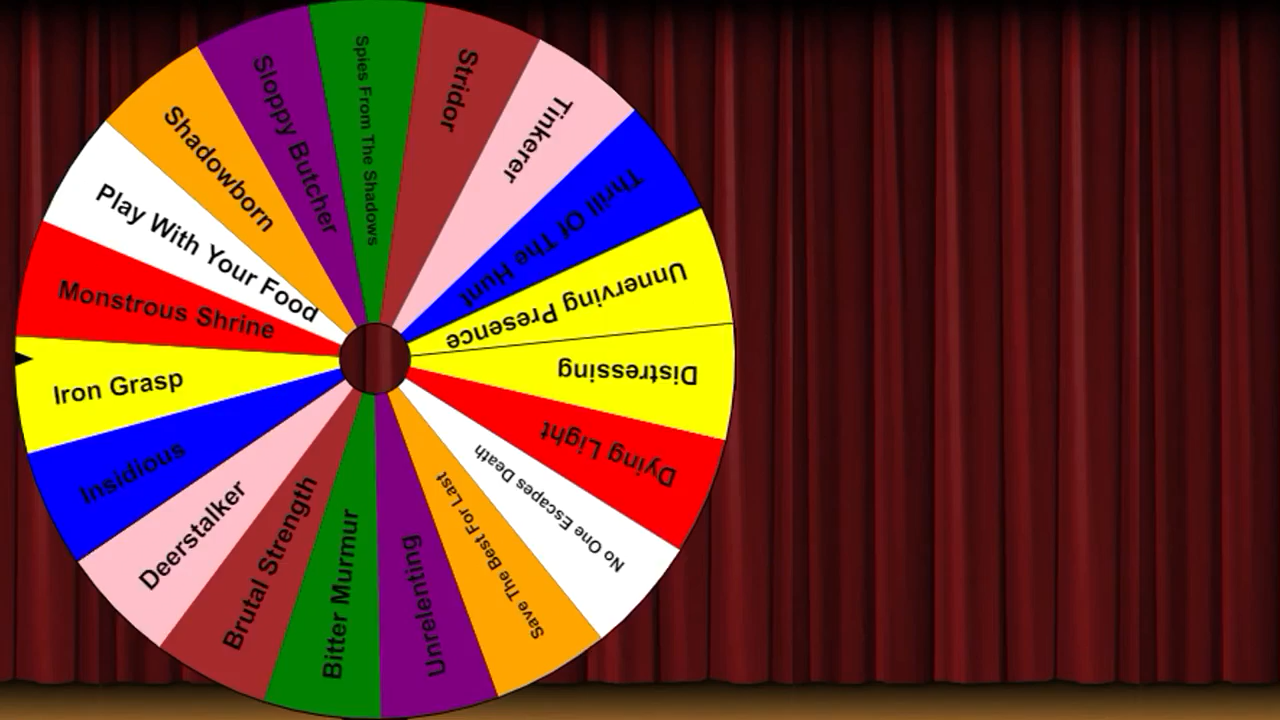 Spies From The Shadows
Stridor
Tinkerer
Thrill Of The Hunt
Unnerving Presence
Distressing
Dying Light
No One Escapes Death
Save The Best For Last
Unrelenting
Bitter Murmur
Brutal Strength
Deerstalker
Insidious
Iron Grasp
Monstrous Shrine
Play With Your Food
Shadowborn
Sloppy Butcher